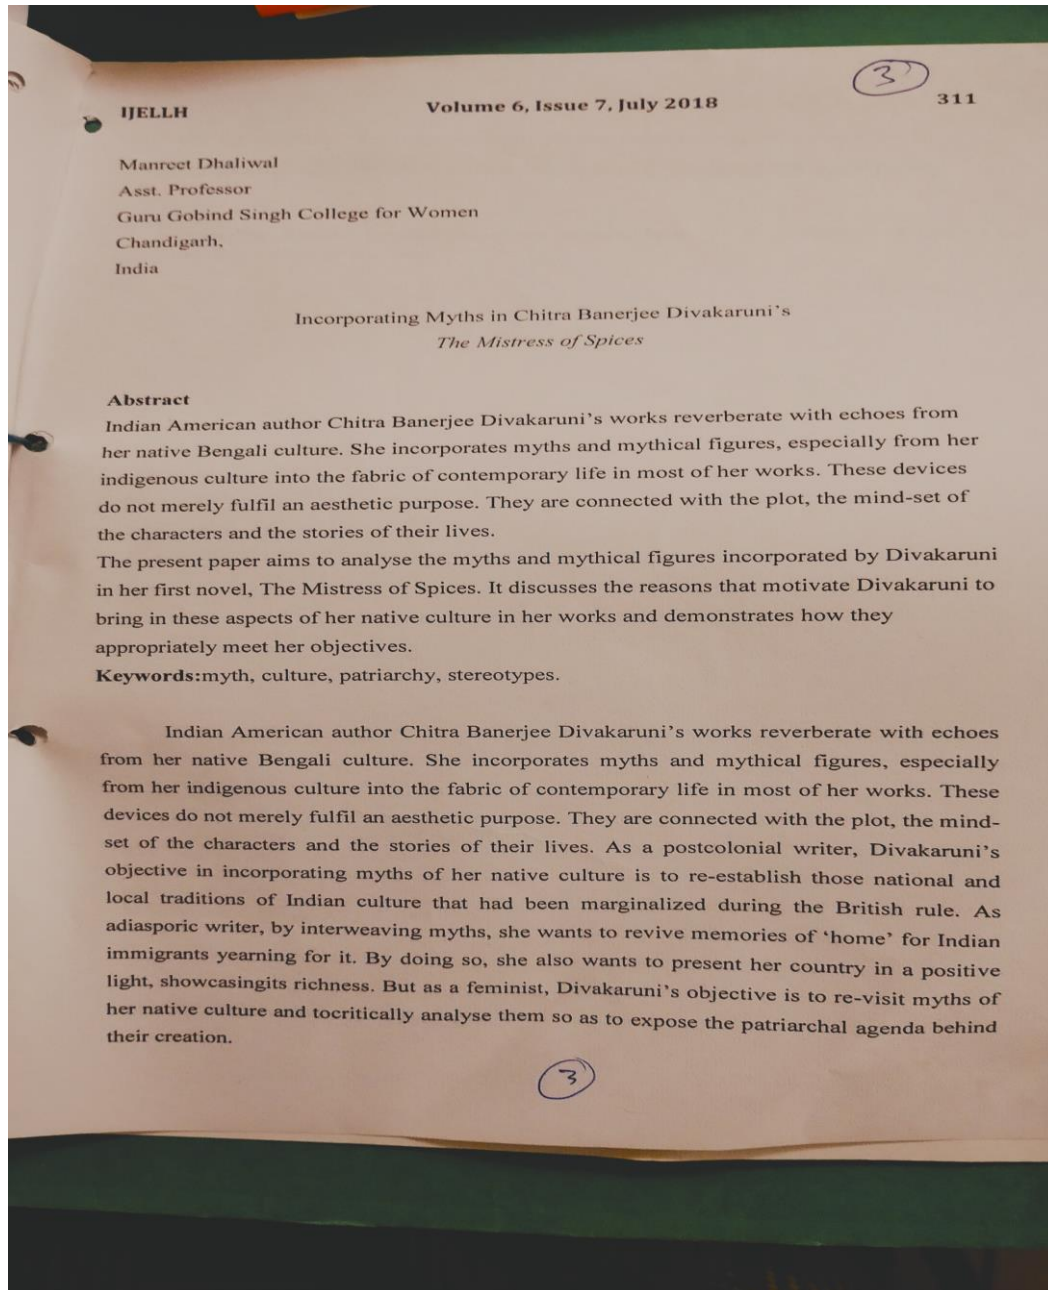 3
IJELLH Volume 6, Issue 7, July 2018 311
Manreet Dhaliwal
Asst. Professor
Guru Gobind Singh College for Women
Chandigarh,
India
Incorporating Myths in Chitra Banerjee Divakaruni's
The Mistress of Spices
Abstract
Indian American author Chitra Banerjee Divakaruni's works reverberate with echoes from
her native Bengali culture. She incorporates myths and mythical figures, especially from her
indigenous culture into the fabric of contemporary life in most of her works. These devices
do not merely fulfil an aesthetic purpose. They are connected with the plot, the mind-set of
the characters and the stories of their lives.
The present paper aims to analyse the myths and mythical figures incorporated by Divakaruni
in her first novel, The Mistress of Spices. It discusses the reasons that motivate Divakaruni to
bring in these aspects of her native culture in her works and demonstrates how they
appropriately meet her objectives.
Keywords:myth, culture, patriarchy, stereotypes.
Indian American author Chitra Banerjee Divakaruni's works reverberate with echoes
from her native Bengali culture. She incorporates myths and mythical figures, especially
from her indigenous culture into the fabric of contemporary life in most of her works. These
devices do not merely fulfil an aesthetic purpose. They are connected with the plot, the mind-
set of the characters and the stories of their lives. As a postcolonial writer, Divakaruni's
objective in incorporating myths of her native culture is to re-establish those national and
local traditions of Indian culture that had been marginalized during the British rule. As
adiasporic writer, by interweaving myths, she wants to revive memories of 'home' for Indian
immigrants yearning for it. By doing so, she also wants to present her country in a positive
light, showcasingits richness. But as a feminist, Divakaruni's objective is to re-visit myths of
her native culture and tocritically analyse them so as to expose the patriarchal agenda behind
their creation.
3